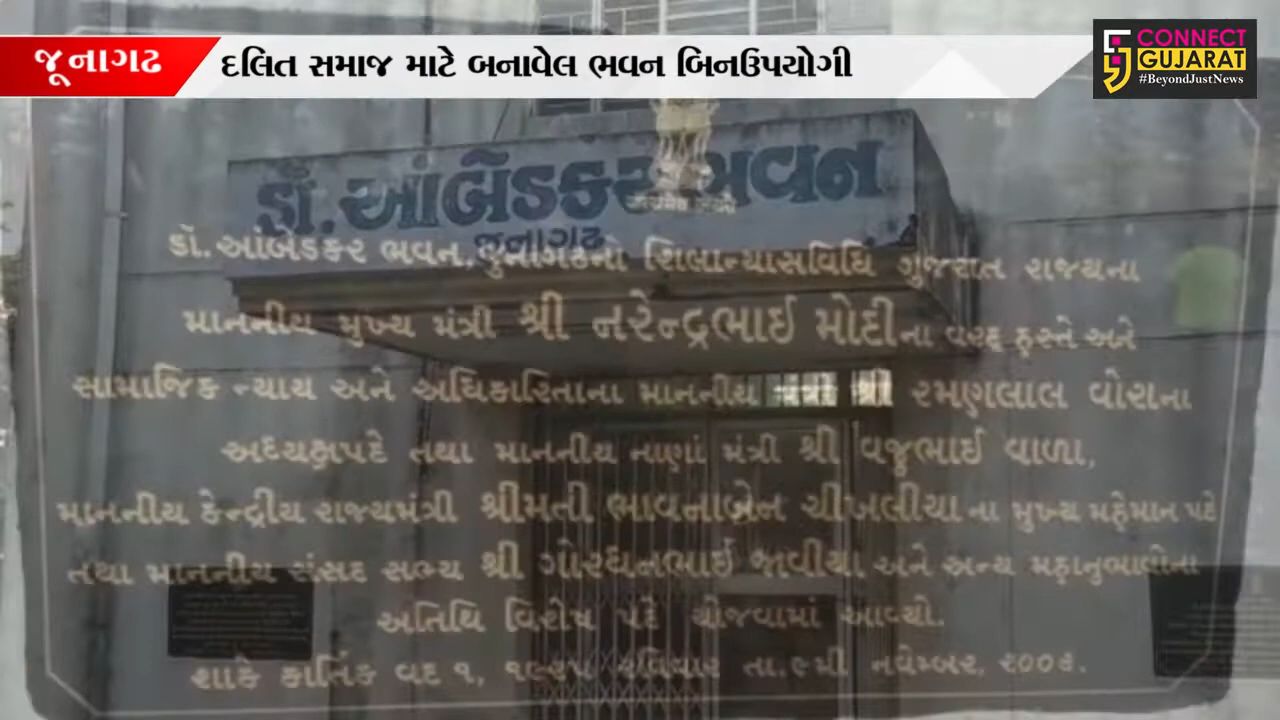 જૂનાગઢ
દલિત સમાજ માટે બનાવેલ ભવન બિનઉપયોગી
CONNECT
GUJARAT
#BeyondJustNews
ડૉ. આંબેડકર ભવન
જુનાગઢ
ડૉ. આંબેડકર ભવન, જુનાગઢનો શિલાન્યાસવિધિ ગુજરાત રાજ્યના
માનનીય મુખ્ય મંત્રી શ્રી નરેન્દ્રભાઈ મોદીના વરદ્ હસ્તે અને
સામાજિક ન્યાય અને અધિકારિતાના માનનીય મંત્રી શ્રી રમણલાલ વોરાના
અધ્યક્ષપદે તથા માનનીય નાણાં મંત્રી શ્રી વજુભાઈ વાળા,
માનનીય કેન્દ્રીય રાજ્યમંત્રી શ્રીમતી ભાવનાબેન ચીખલીયા ના મુખ્ય મહેમાન પદે
તથા માનનીય સંસદ સભ્ય શ્રી ગોરધનભાઈ જાવીયા અને અન્ય મહાનુભાવોના
અતિથિ વિશેષ પદે યોજવામાં આવ્યો.
શાકે કાર્તિક વદ ૧, ૧૯૨૫ રવિવાર તા. ૯મી નવેમ્બર, ૨૦૦૩.